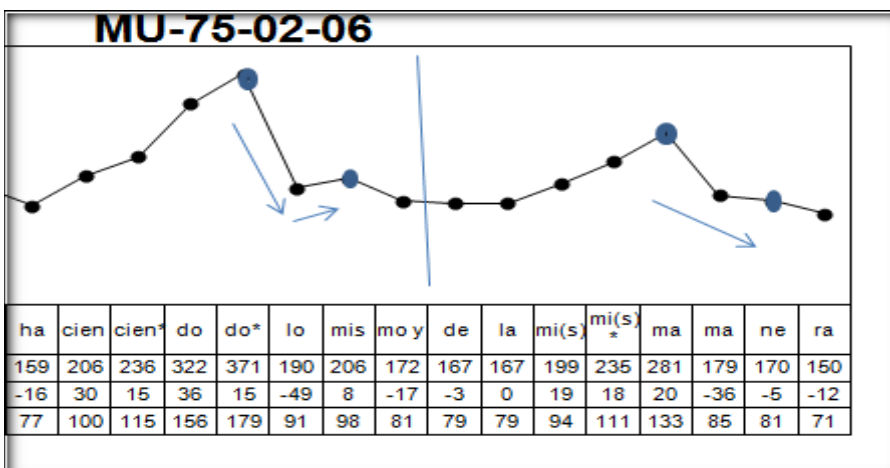 MU-75-02-06
ha cien cien* do do* lo mis mo y de la mi(s) mi(s)* ma ma ne ra
159 206 236 322 371 190 206 172 167 167 199 235 281 179 170 150
-16 30 15 36 15 -49 8 -17 -3 0 19 18 20 -36 -5 -12
77 100 115 156 179 91 98 81 79 79 94 111 133 85 81 71